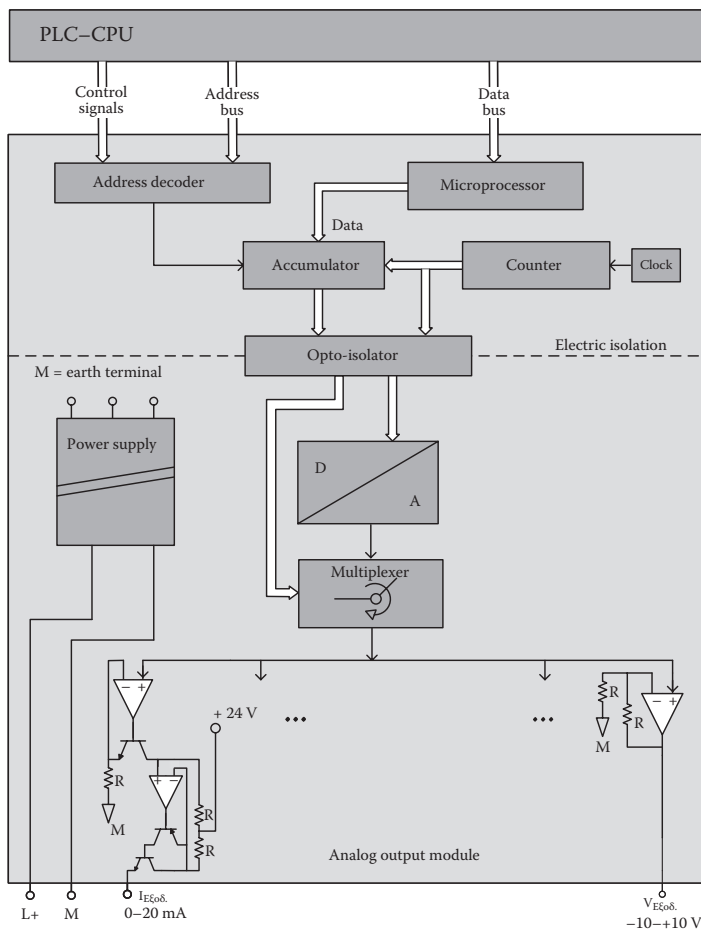 PLC–CPU
Control
signals
Address
bus
Data
bus
Address decoder
Microprocessor
Data
Accumulator
Counter
Clock
Opto-isolator
Electric isolation
M = earth terminal
Power supply
D
A
Multiplexer
– +
R
M
+ 24 V
+ –
R
R
...
...
R
R
M
– +
Analog output module
L+
M
IΕξοδ.
0–20 mA
VΕξοδ.
–10–+10 V